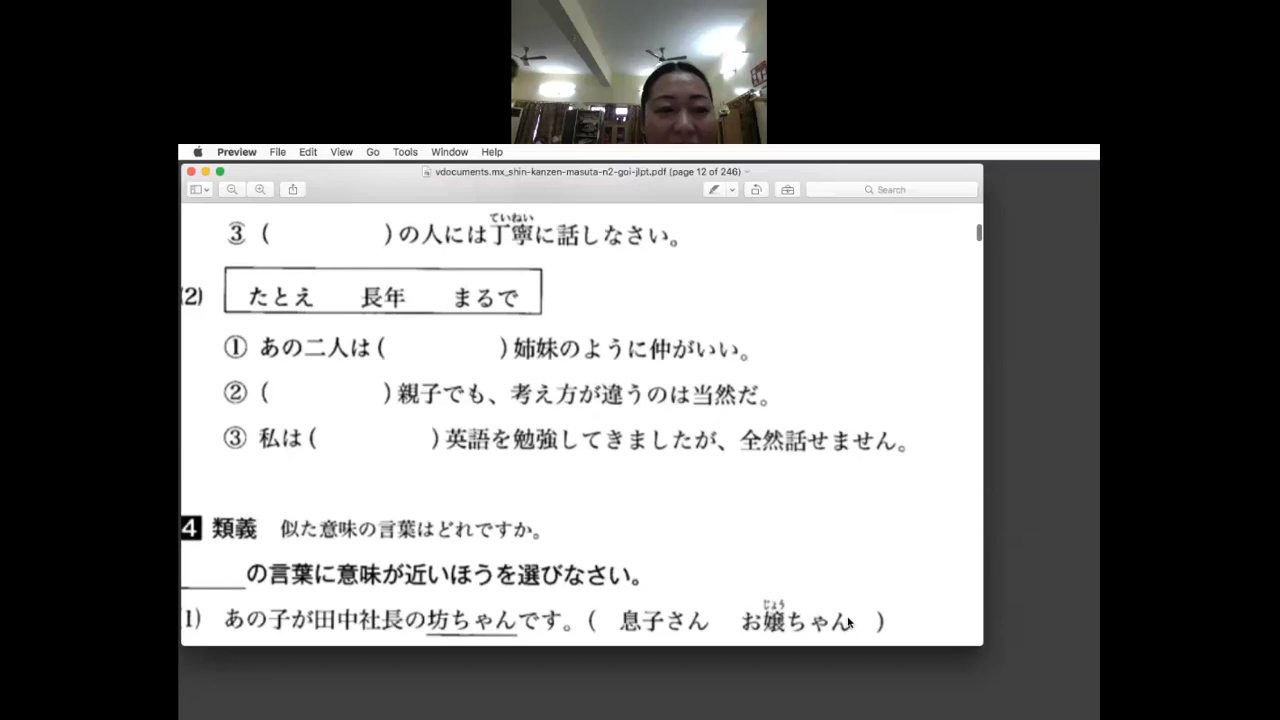 Preview File Edit View Go Tools Window Help
vdocuments.mx_shin-kanzen-masuta-n2-goi-jlpt.pdf (page 12 of 246)
Search
ていねい
③ (　　　　　) の人には丁寧に話しなさい。
(2) たとえ　長年　まるで
① あの二人は (　　　　　) 姉妹のように仲がいい。
② (　　　　　) 親子でも、考え方が違うのは当然だ。
③ 私は (　　　　　) 英語を勉強してきましたが、全然話せません。
4 類義　似た意味の言葉はどれですか。
＿＿＿の言葉に意味が近いほうを選びなさい。
じょう
1) あの子が田中社長の坊ちゃんです。(　息子さん　お嬢ちゃん　)